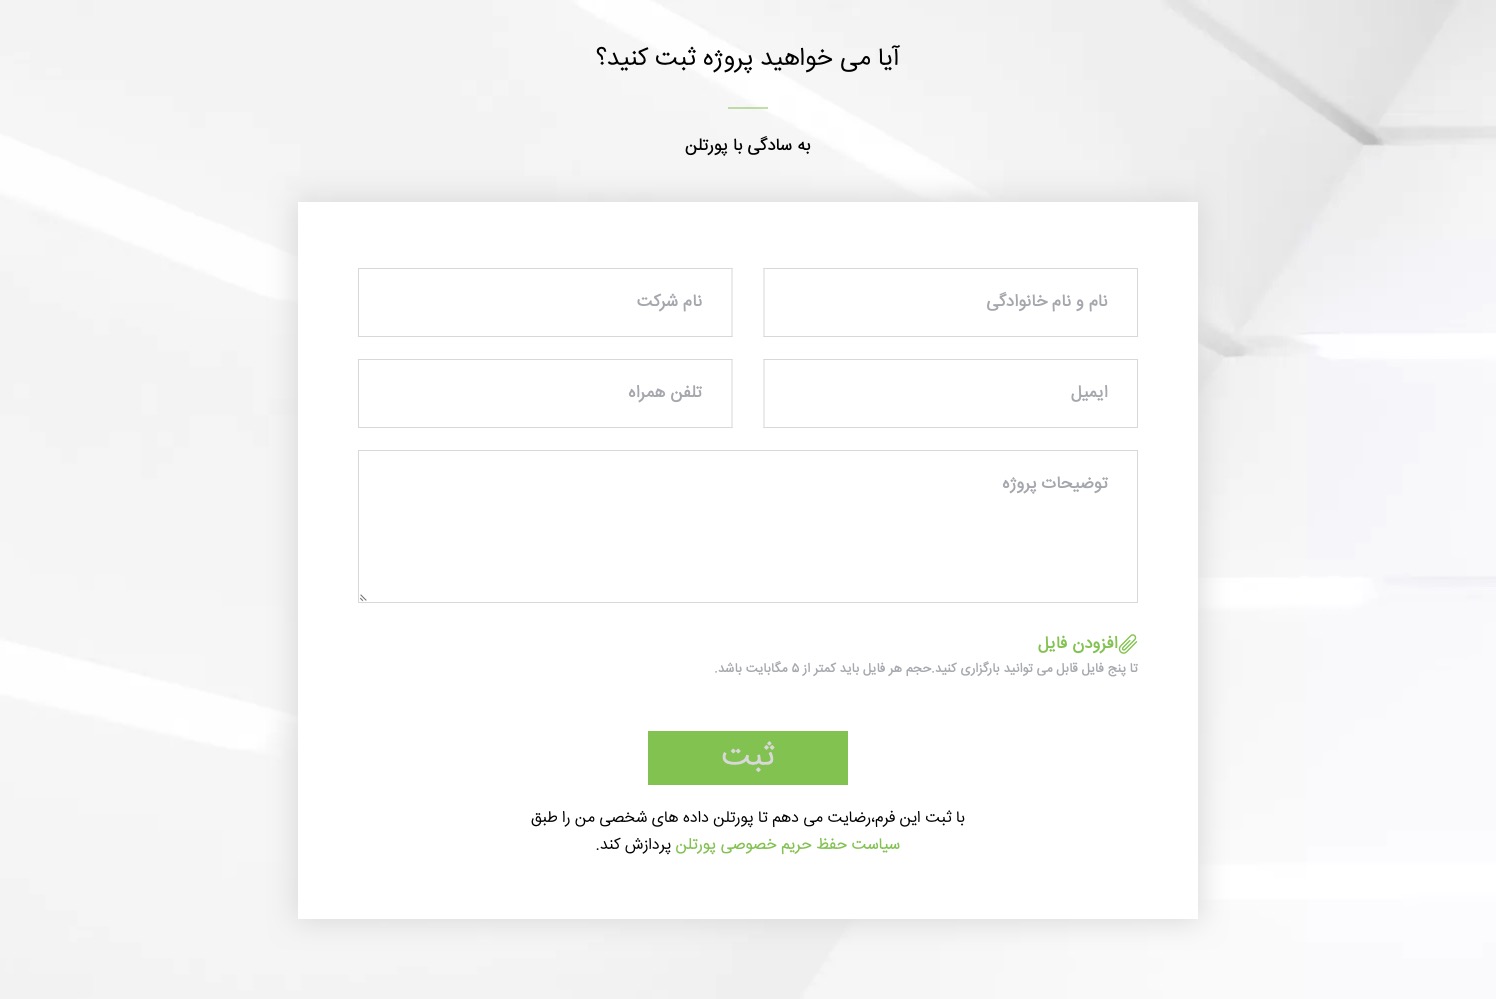 آیا می خواهید پروژه ثبت کنید؟
به سادگی با پورتلن
نام و نام خانوادگی
نام شرکت
ایمیل
تلفن همراه
توضیحات پروژه
افزودن فایل
تا پنج فایل قابل می توانید بارگزاری کنید.حجم هر فایل باید کمتر از ۵ مگابایت باشد.
ثبت
با ثبت این فرم،رضایت می دهم تا پورتلن داده های شخصی من را طبق
سیاست حفظ حریم خصوصی پورتلن پردازش کند.